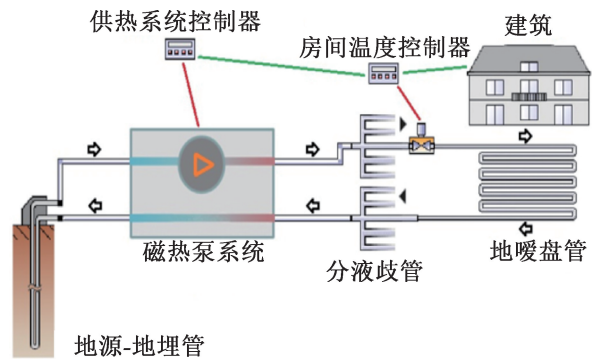 供热系统控制器
房间温度控制器
建筑
磁热泵系统
分液歧管
地暖盘管
地源-地埋管